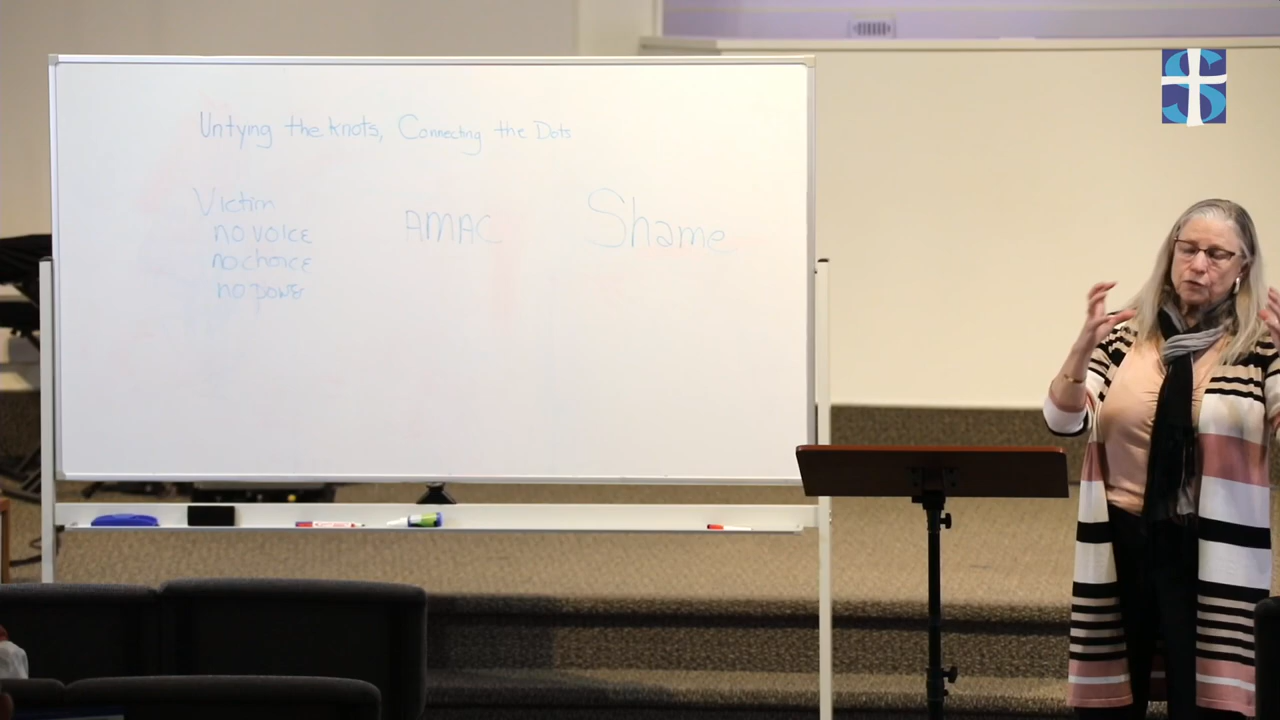 Untying the knots, Connecting the Dots
Victim
no voice
no choice
no power
AMAC
Shame